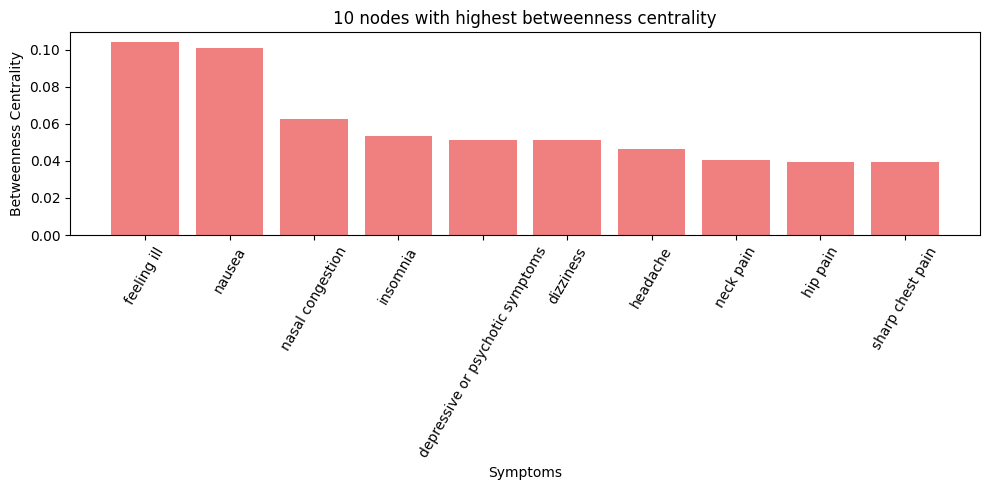 10 nodes with highest betweenness centrality
Betweenness Centrality
0.10
0.08
0.06
0.04
0.02
0.00
feeling ill
nausea
nasal congestion
insomnia
depressive or psychotic symptoms
dizziness
headache
neck pain
hip pain
sharp chest pain
Symptoms